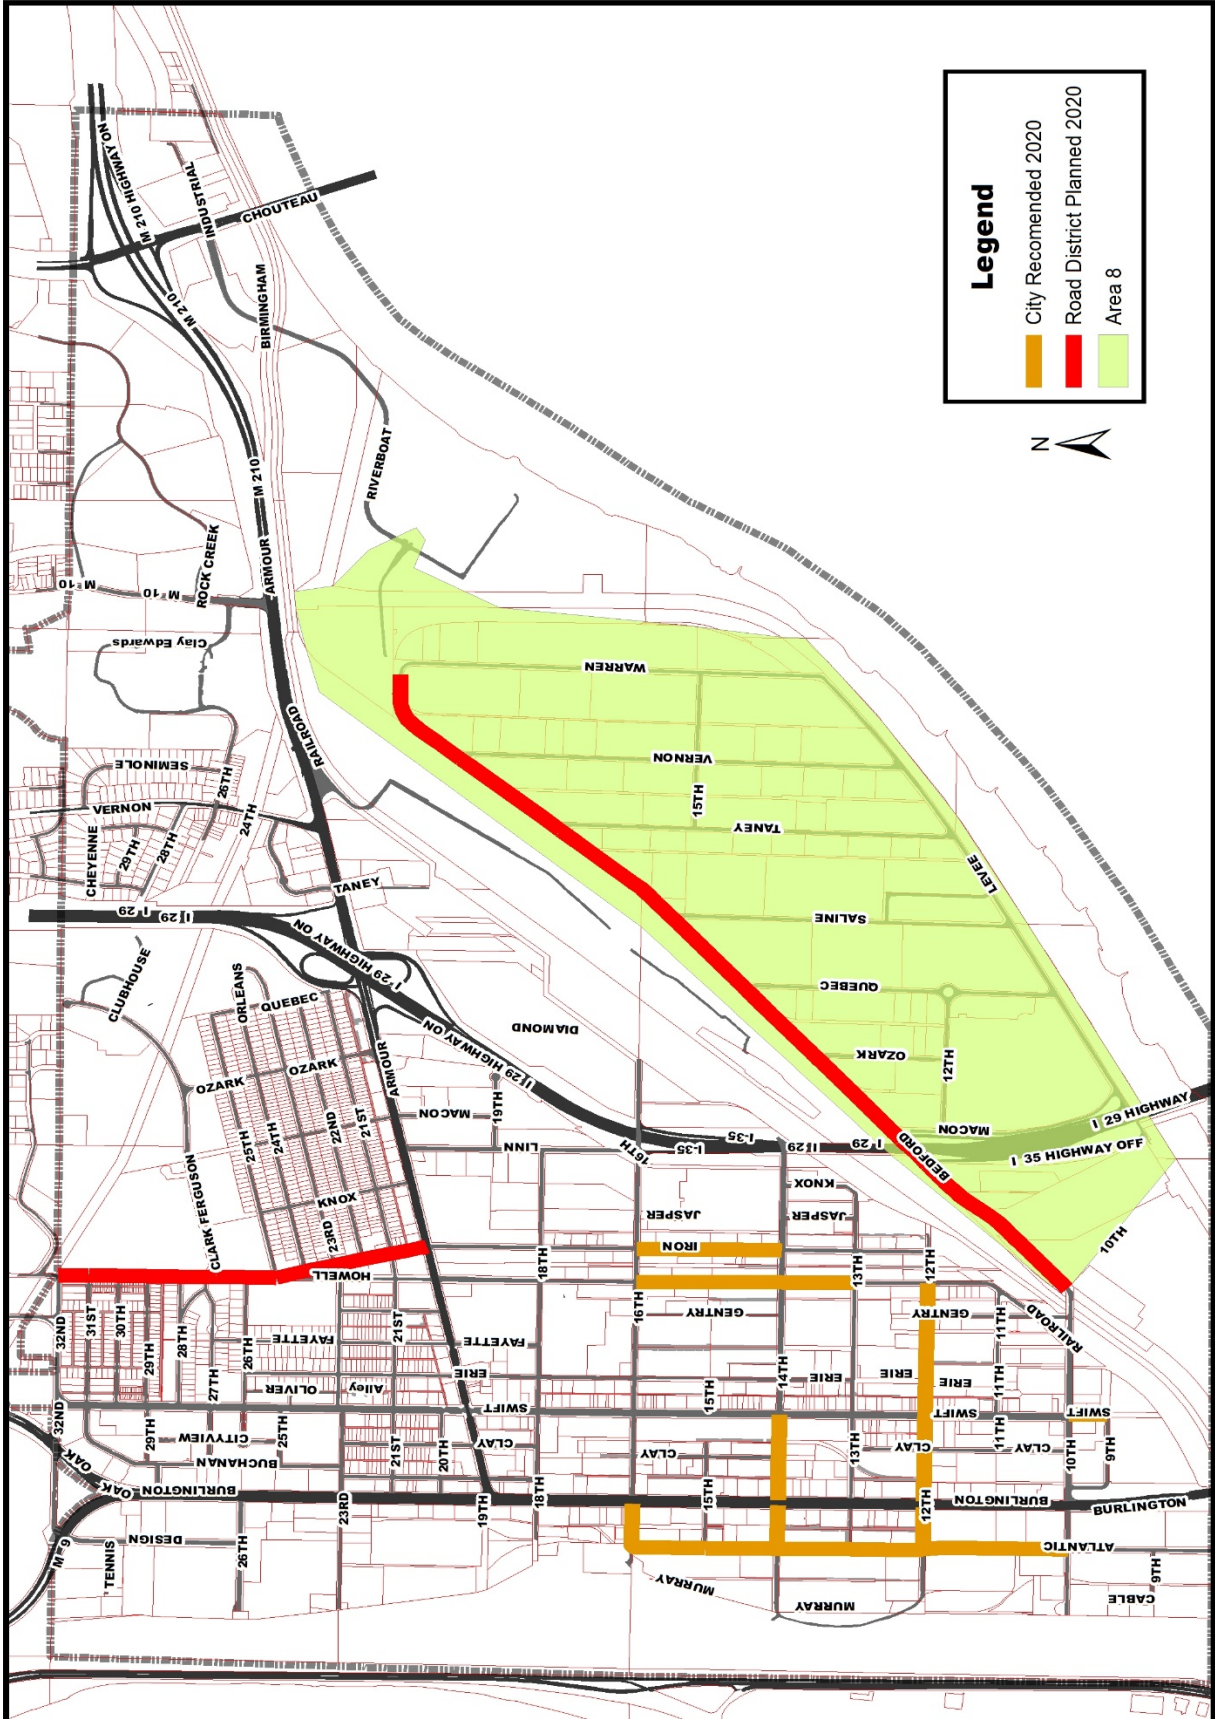 M 210 HIGHWAY ON
M 210
INDUSTRIAL
CHOUTEAU
M 210
BIRMINGHAM
Legend
City Recomended 2020
Road District Planned 2020
Area 8
N
RIVERBOAT
ARMOUR M 210
ROCK CREEK
M 10
M 10
Clay Edwards
RAILROAD
SEMINOLE
26TH
VERNON
24TH
CHEYENNE
29TH
28TH
TANEY
I 29
I 29
I 29 HIGHWAY ON
CLUBHOUSE
ORLEANS
QUEBEC
OZARK
OZARK
ARMOUR
I 29 HIGHWAY ON
I 29
DIAMOND
25TH
24TH
22ND
21ST
MACON
19TH
LINN
CLARK FERGUSON
KNOX
23RD
HOWELL
WARREN
VERNON
15TH
TANEY
LEVEE
SALINE
QUEBEC
OZARK
12TH
MACON
BEDFORD
I 29 HIGHWAY
I 35 HIGHWAY OFF
10TH
I-35
I-35
I 29
I 29
I 29
16TH
KNOX
JASPER
JASPER
IRON
18TH
13TH
12TH
32ND
31ST
30TH
29TH
28TH
27TH
26TH
FAYETTE
21ST
FAYETTE
16TH
GENTRY
GENTRY
11TH
RAILROAD
OLIVER
Alley
ERIE
15TH
14TH
ERIE
ERIE
ERIE
11TH
32ND
29TH
CITYVIEW
25TH
SWIFT
SWIFT
SWIFT
BUCHANAN
21ST
20TH
CLAY
CLAY
13TH
CLAY
11TH
CLAY
10TH
9TH
OAK
OAK
BURLINGTON
23RD
19TH
18TH
15TH
12TH
BURLINGTON
BURLINGTON
M 9
DESIGN
TENNIS
26TH
ATLANTIC
9TH
MURRAY
MURRAY
CABLE